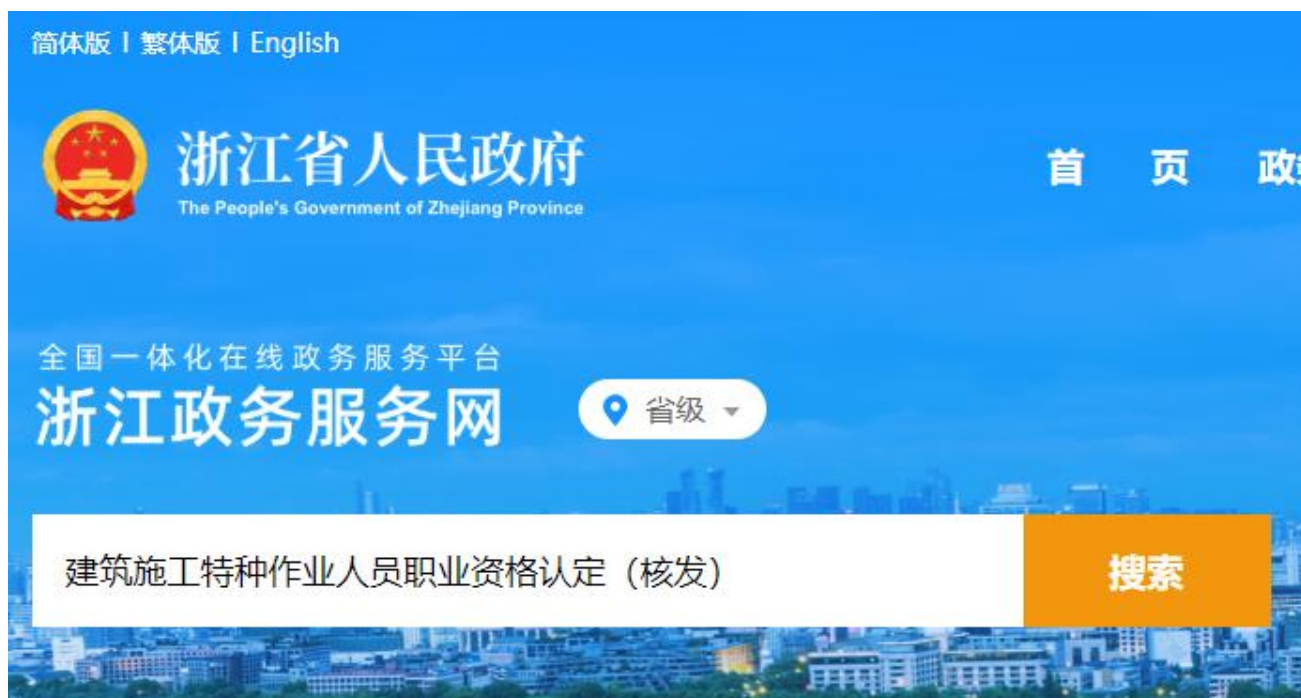 简体版 | 繁体版 | English
浙江省人民政府
The People's Government of Zhejiang Province
首 页 政
全国一体化在线政务服务平台
浙江政务服务网
省级
建筑施工特种作业人员职业资格认定（核发）
搜索